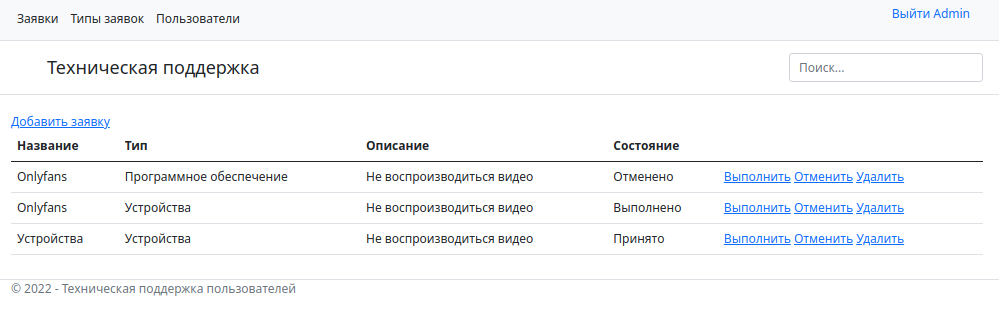 Заявки Типы заявок Пользователи Выйти Admin
Техническая поддержка Поиск...
Добавить заявку
Название Тип Описание Состояние
Onlyfans Программное обеспечение Не воспроизводиться видео Отменено Выполнить Отменить Удалить
Onlyfans Устройства Не воспроизводиться видео Выполнено Выполнить Отменить Удалить
Устройства Устройства Не воспроизводиться видео Принято Выполнить Отменить Удалить
© 2022 - Техническая поддержка пользователей